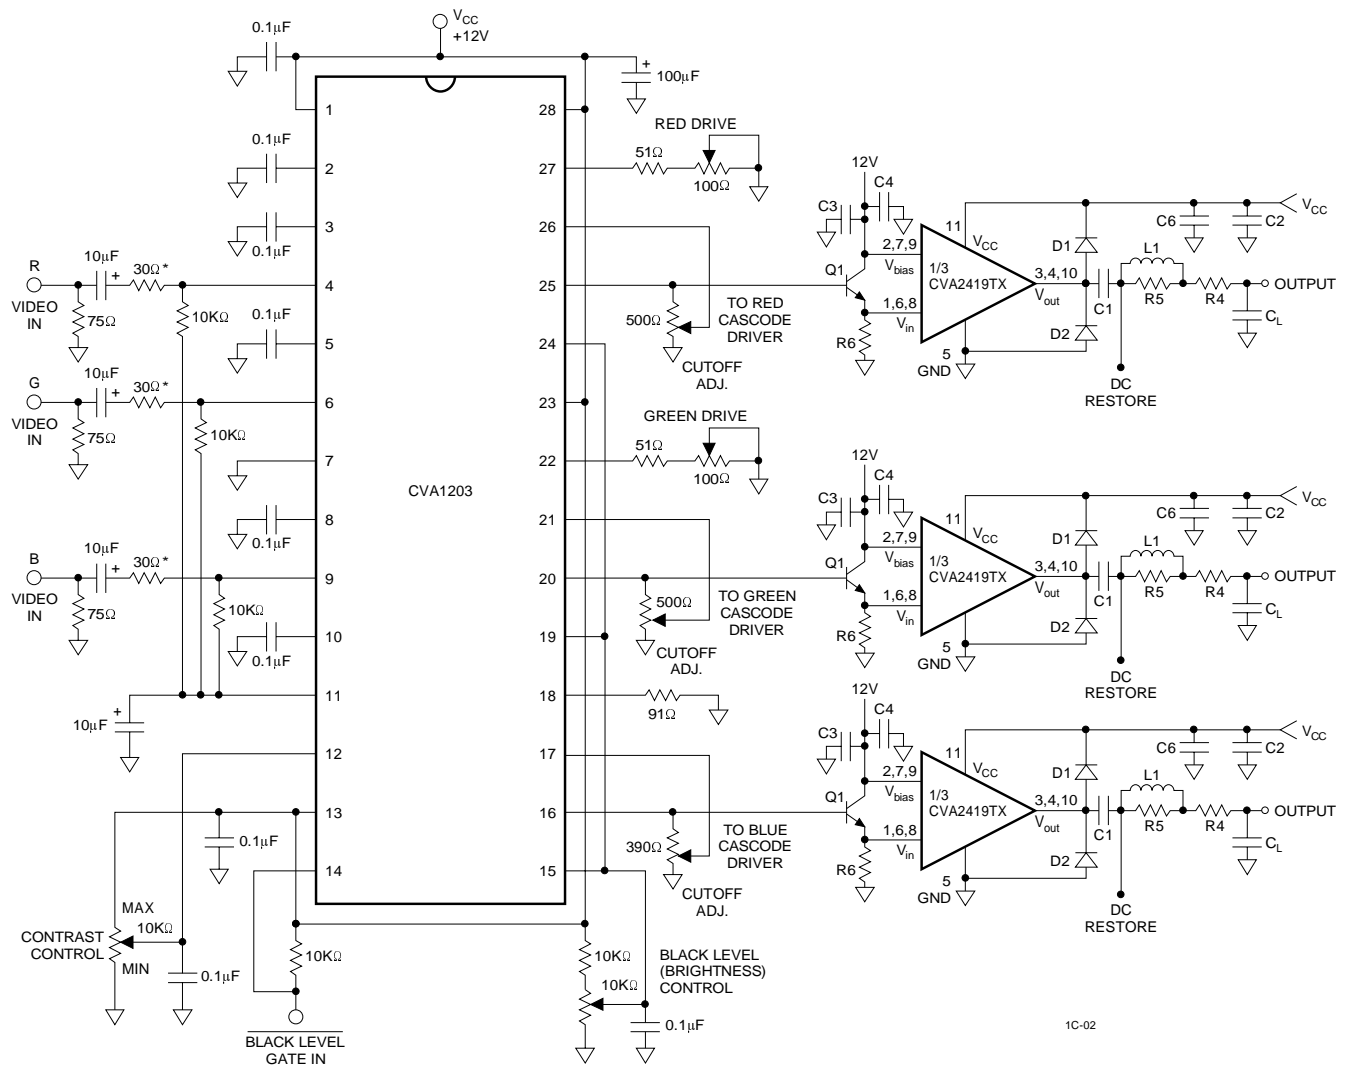 VCC
+12V
0.1μF
100μF
1
28
RED DRIVE
0.1μF
2
27
51Ω
100Ω
0.1μF
3
26
R
VIDEO
IN
10μF
+
30Ω*
75Ω
10KΩ
4
25
500Ω
CUTOFF
ADJ.
TO RED
CASCODE
DRIVER
0.1μF
5
24
G
VIDEO
IN
10μF
+
30Ω*
75Ω
10KΩ
6
23
GREEN DRIVE
7
22
51Ω
100Ω
CVA1203
0.1μF
8
21
B
VIDEO
IN
10μF
+
30Ω*
75Ω
10KΩ
9
20
500Ω
CUTOFF
ADJ.
TO GREEN
CASCODE
DRIVER
0.1μF
10
19
+
10μF
11
18
91Ω
12
17
0.1μF
13
16
390Ω
CUTOFF
ADJ.
TO BLUE
CASCODE
DRIVER
14
15
CONTRAST
CONTROL
MAX
10KΩ
MIN
0.1μF
10KΩ
BLACK LEVEL
GATE IN
10KΩ
10KΩ
BLACK LEVEL
(BRIGHTNESS)
CONTROL
0.1μF
+
12V
C3
C4
Q1
R6
2,7,9
Vbias
1,6,8
Vin
11
VCC
1/3
CVA2419TX
3,4,10
Vout
5
GND
D1
D2
C1
L1
R5
R4
C6
C2
VCC
OUTPUT
CL
DC
RESTORE
12V
C3
C4
Q1
R6
2,7,9
Vbias
1,6,8
Vin
11
VCC
1/3
CVA2419TX
3,4,10
Vout
5
GND
D1
D2
C1
L1
R5
R4
C6
C2
VCC
OUTPUT
CL
DC
RESTORE
12V
C3
C4
Q1
R6
2,7,9
Vbias
1,6,8
Vin
11
VCC
1/3
CVA2419TX
3,4,10
Vout
5
GND
D1
D2
C1
L1
R5
R4
C6
C2
VCC
OUTPUT
CL
DC
RESTORE
1C-02